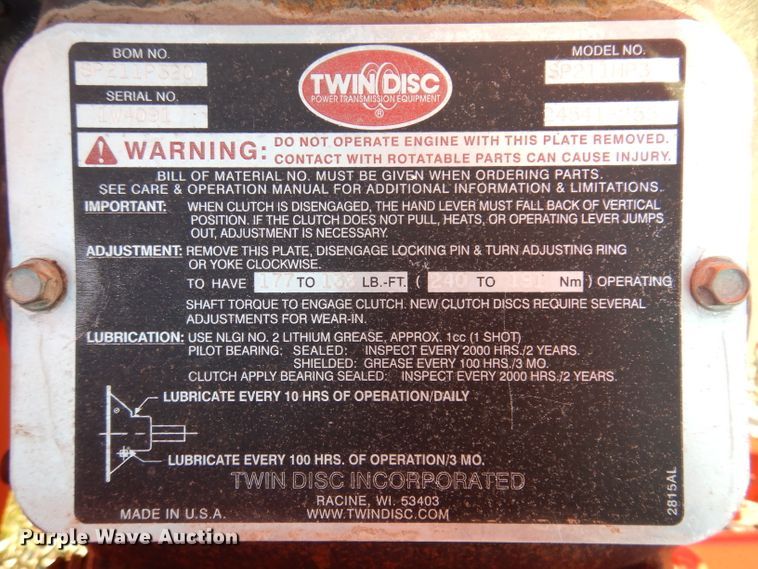 BOM NO.
SP211P320
MODEL NO.
SERIAL NO.
1W4091
TWIN DISC
POWER TRANSMISSION EQUIPMENT
®
WARNING: DO NOT OPERATE ENGINE WITH THIS PLATE REMOVED.
CONTACT WITH ROTATABLE PARTS CAN CAUSE INJURY.
BILL OF MATERIAL NO. MUST BE GIVEN WHEN ORDERING PARTS.
SEE CARE & OPERATION MANUAL FOR ADDITIONAL INFORMATION & LIMITATIONS.
IMPORTANT: WHEN CLUTCH IS DISENGAGED, THE HAND LEVER MUST FALL BACK OF VERTICAL
POSITION. IF THE CLUTCH DOES NOT PULL, HEATS, OR OPERATING LEVER JUMPS
OUT, ADJUSTMENT IS NECESSARY.
ADJUSTMENT: REMOVE THIS PLATE, DISENGAGE LOCKING PIN & TURN ADJUSTING RING
OR YOKE CLOCKWISE.
TO HAVE 177 TO LB.-FT. ( 240 TO Nm ) OPERATING
SHAFT TORQUE TO ENGAGE CLUTCH. NEW CLUTCH DISCS REQUIRE SEVERAL
ADJUSTMENTS FOR WEAR-IN.
LUBRICATION: USE NLGI NO. 2 LITHIUM GREASE, APPROX. 1cc (1 SHOT)
PILOT BEARING: SEALED: INSPECT EVERY 2000 HRS./2 YEARS.
SHIELDED: GREASE EVERY 100 HRS./3 MO.
CLUTCH APPLY BEARING SEALED: INSPECT EVERY 2000 HRS./2 YEARS.
LUBRICATE EVERY 10 HRS OF OPERATION/DAILY
LUBRICATE EVERY 100 HRS. OF OPERATION/3 MO.
TWIN DISC INCORPORATED
RACINE, WI. 53403
MADE IN U.S.A.
WWW.TWINDISC.COM
2815AL
Purple Wave Auction